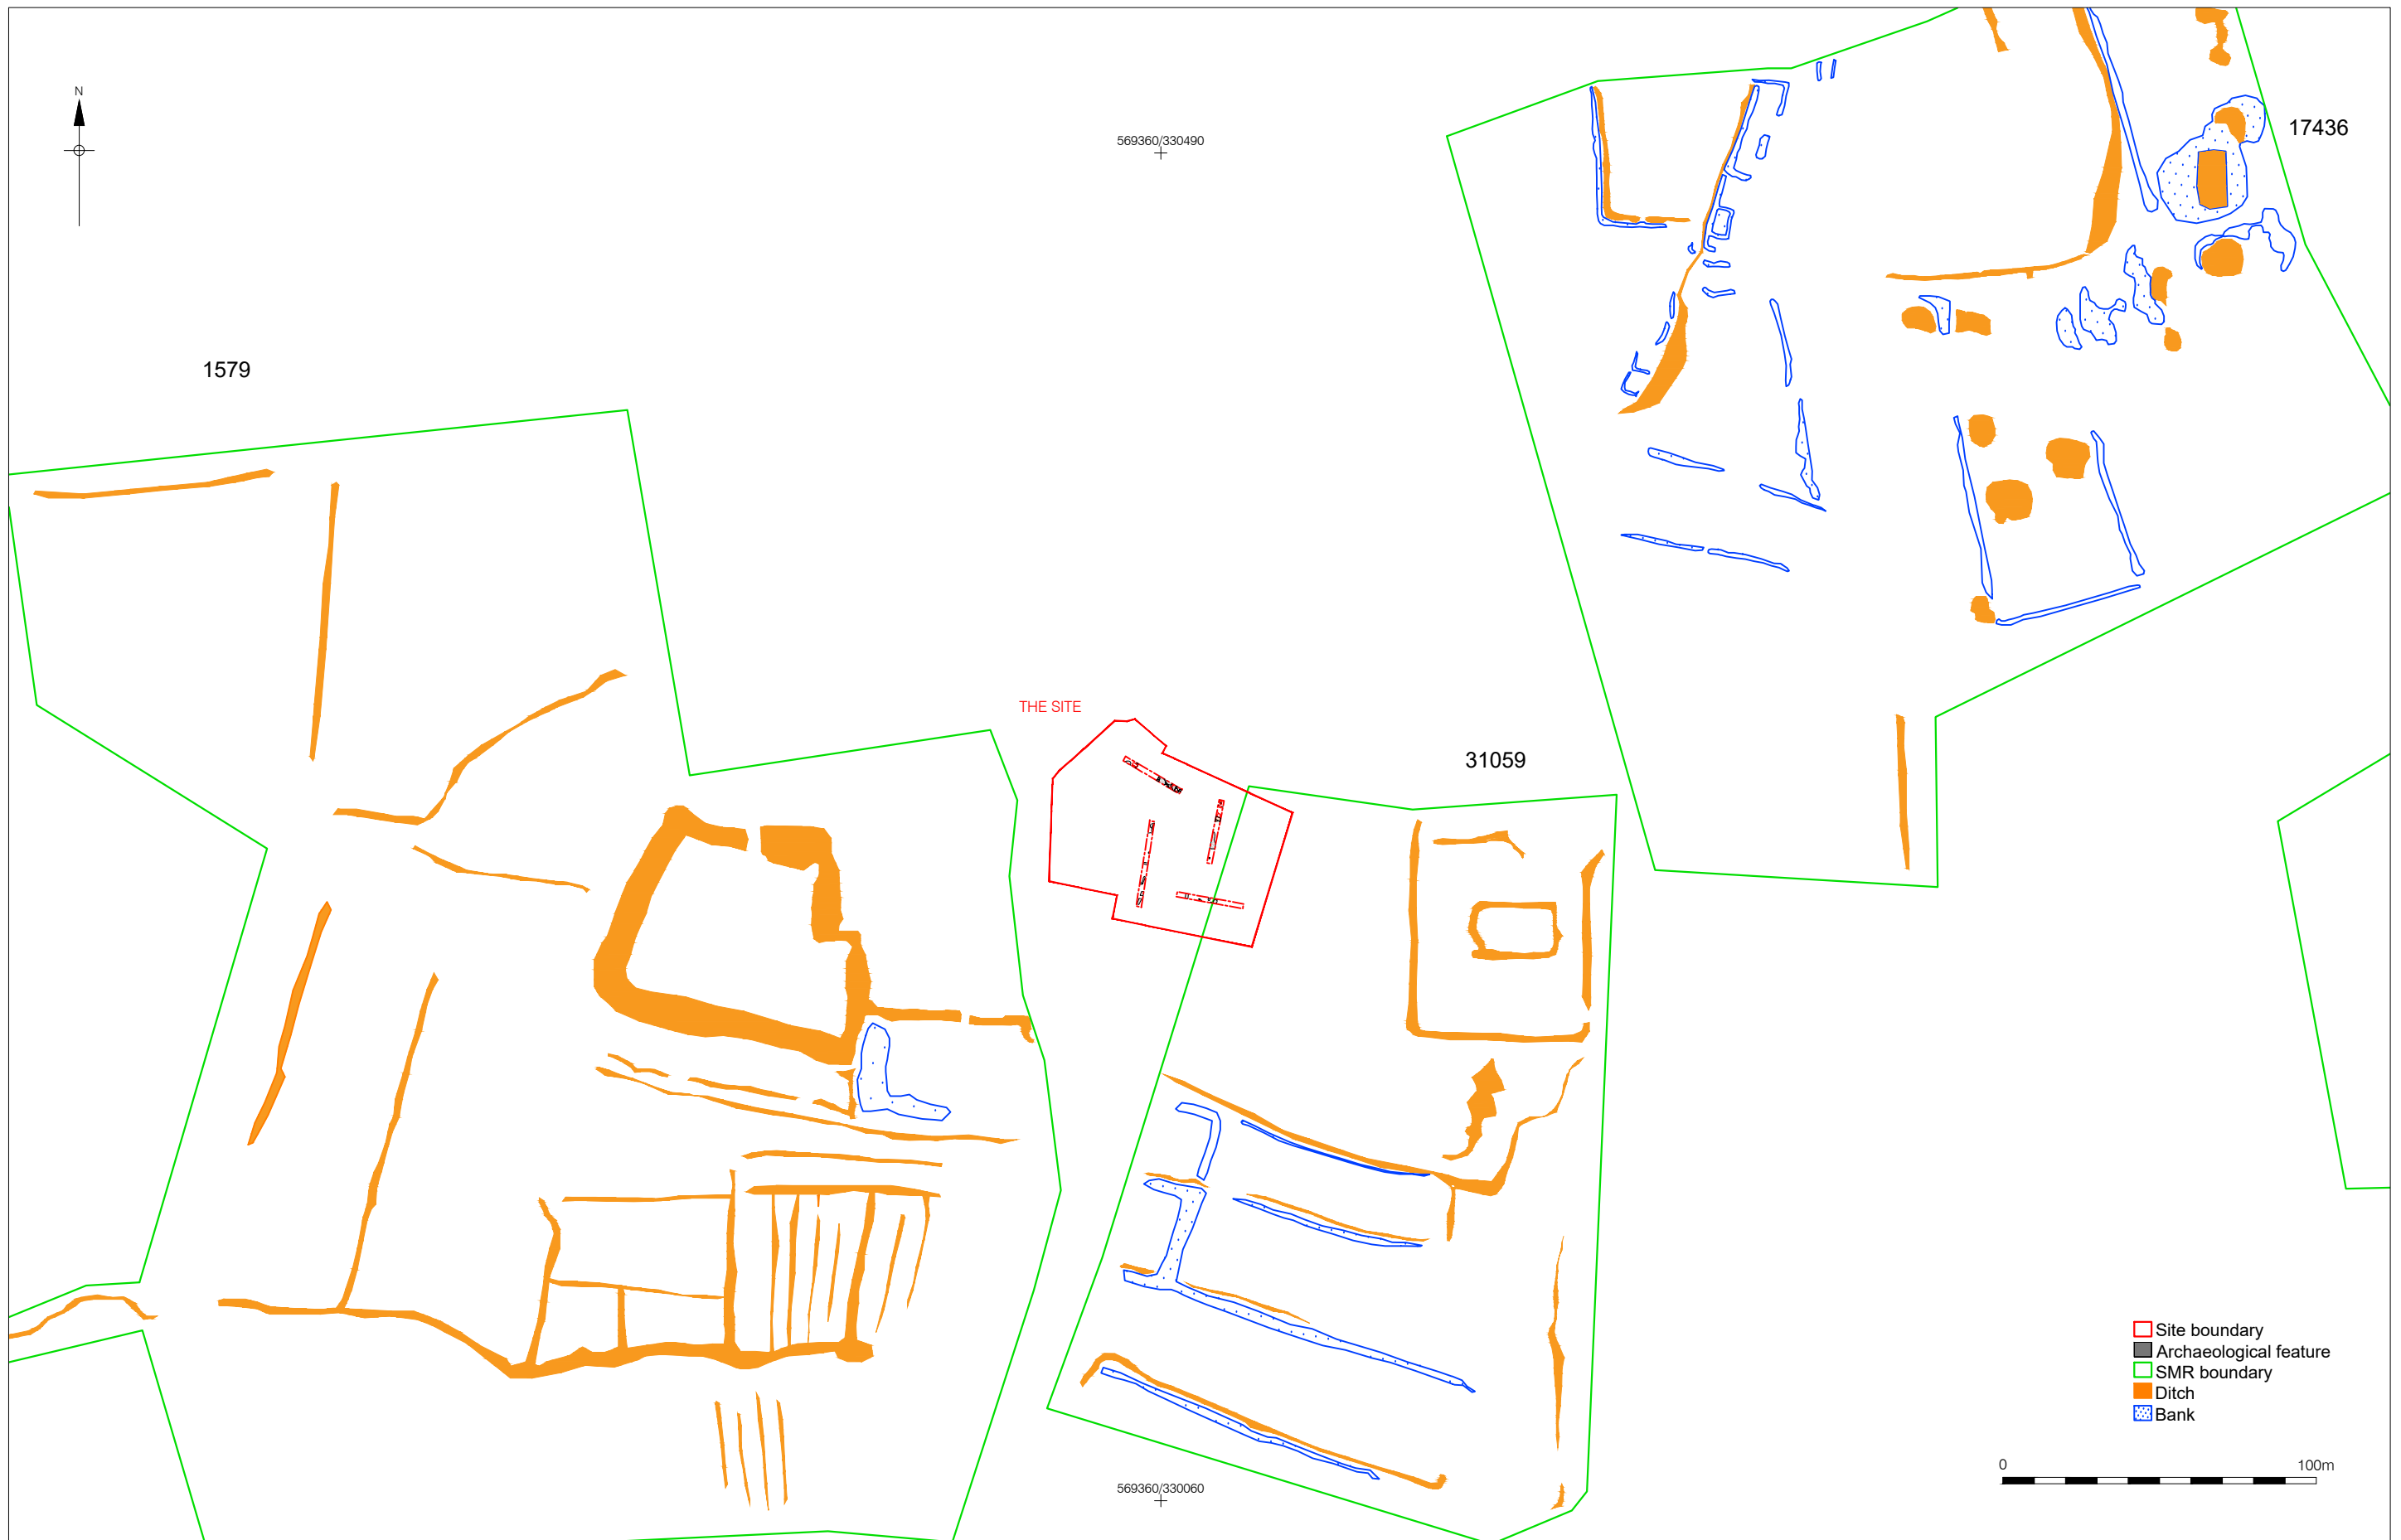 N
569360/330490
17436
1579
THE SITE
31059
Site boundary
Archaeological feature
SMR boundary
Ditch
Bank
0 100m
569360/330060